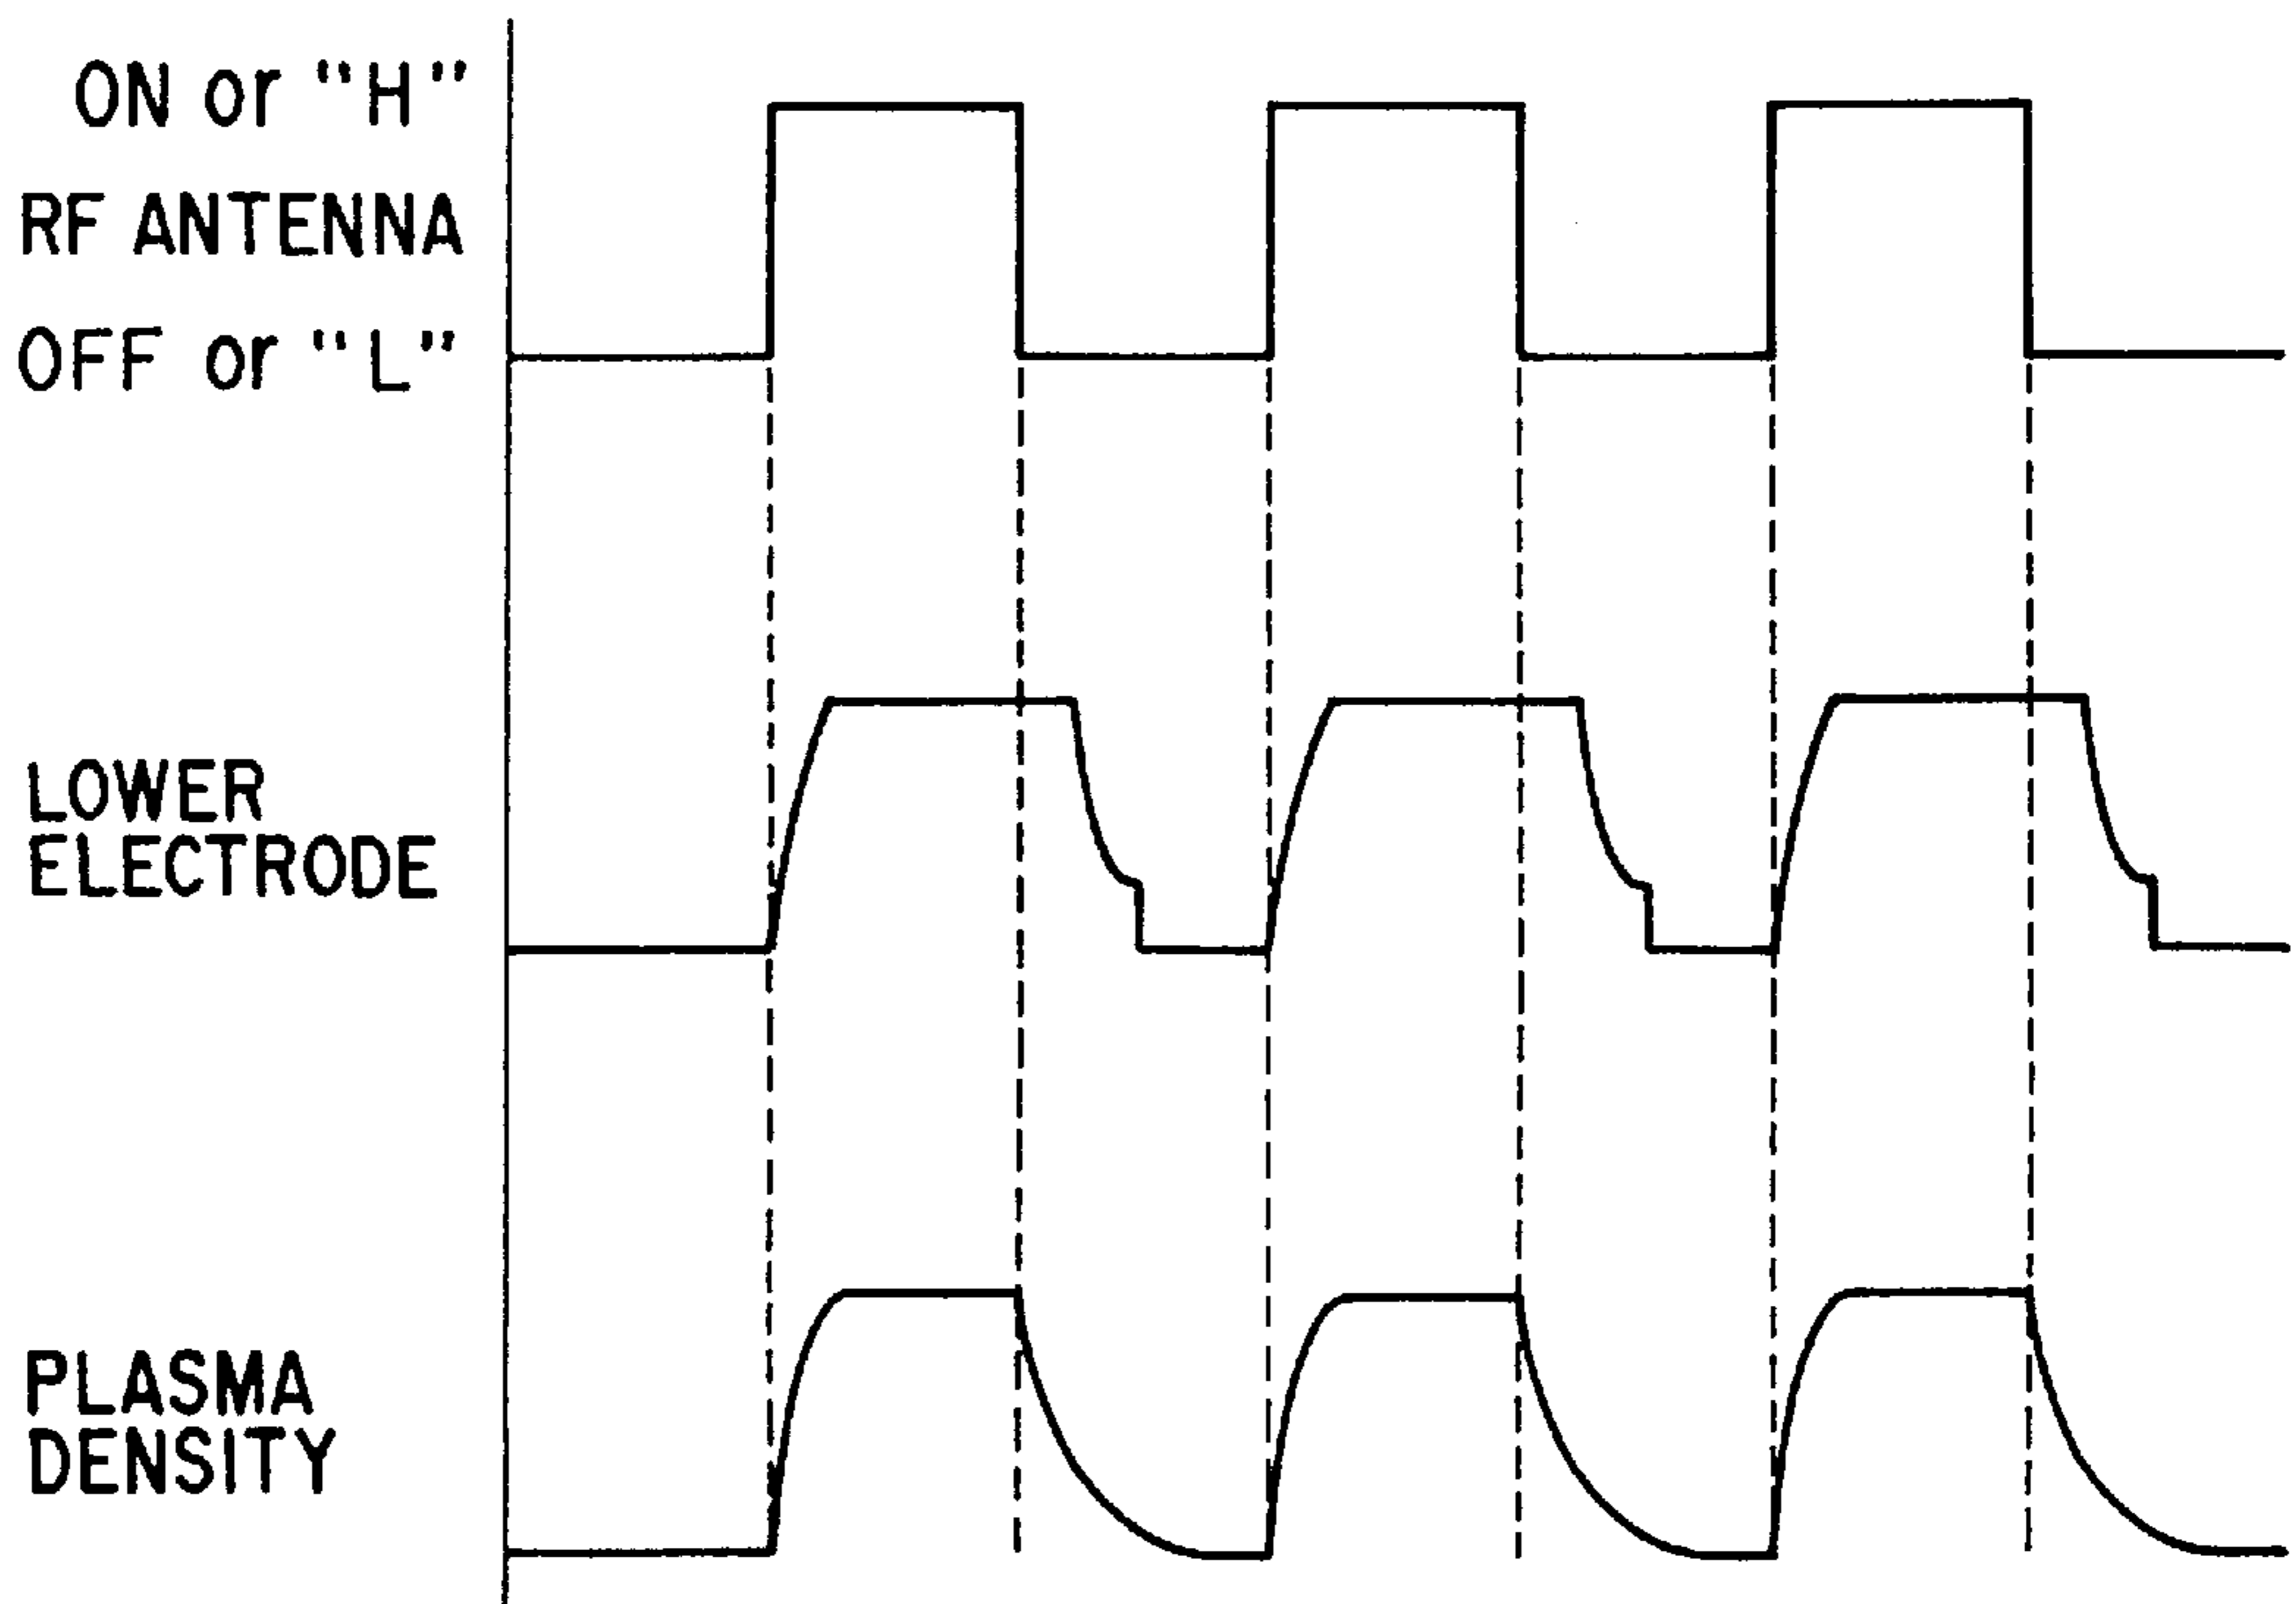 ON or "H"
RF ANTENNA
OFF or "L"
LOWER
ELECTRODE
PLASMA
DENSITY